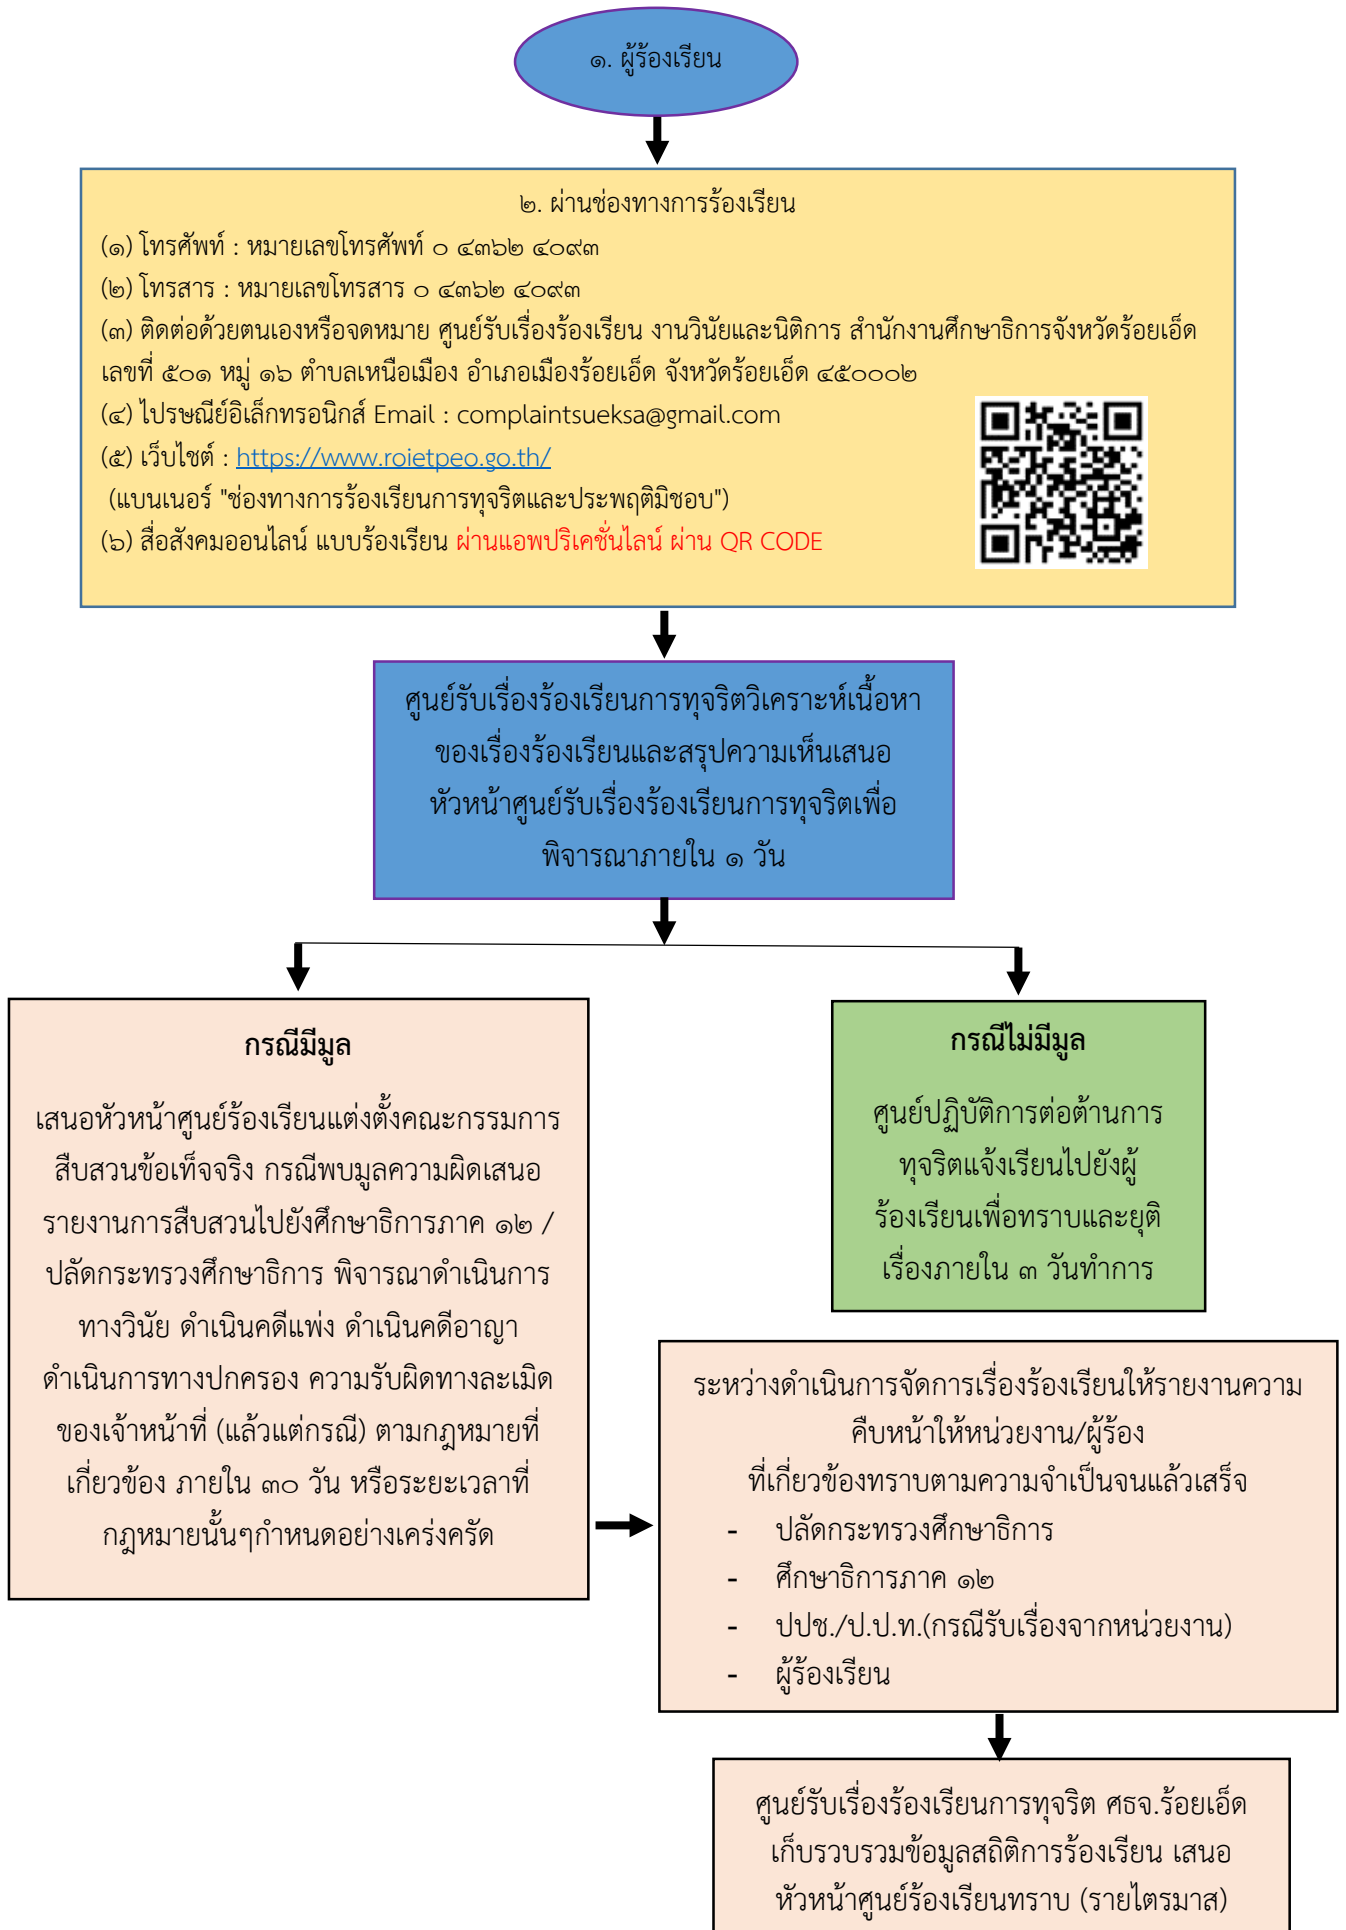 ๑. ผู้ร้องเรียน
๒. ผ่านช่องทางการร้องเรียน
(๑) โทรศัพท์ : หมายเลขโทรศัพท์ ๐ ๔๓๖๒ ๔๐๙๓
(๒) โทรสาร : หมายเลขโทรสาร ๐ ๔๓๖๒ ๔๐๙๓
(๓) ติดต่อด้วยตนเองหรือจดหมาย ศูนย์รับเรื่องร้องเรียน งานวินัยและนิติการ สำนักงานศึกษาธิการจังหวัดร้อยเอ็ด
เลขที่ ๕๐๑ หมู่ ๑๖ ตำบลเหนือเมือง อำเภอเมืองร้อยเอ็ด จังหวัดร้อยเอ็ด ๔๕๐๐๐๒
(๔) ไปรษณีย์อิเล็กทรอนิกส์ Email : complaintsueksa@gmail.com
(๕) เว็บไชต์ : https://www.roietpeo.go.th/
(แบนเนอร์ "ช่องทางการร้องเรียนการทุจริตและประพฤติมิชอบ")
(๖) สื่อสังคมออนไลน์ แบบร้องเรียน ผ่านแอพปริเคชั่นไลน์ ผ่าน QR CODE
ศูนย์รับเรื่องร้องเรียนการทุจริตวิเคราะห์เนื้อหา
ของเรื่องร้องเรียนและสรุปความเห็นเสนอ
หัวหน้าศูนย์รับเรื่องร้องเรียนการทุจริตเพื่อ
พิจารณาภายใน ๑ วัน
กรณีมีมูล
เสนอหัวหน้าศูนย์ร้องเรียนแต่งตั้งคณะกรรมการ
สืบสวนข้อเท็จจริง กรณีพบมูลความผิดเสนอ
รายงานการสืบสวนไปยังศึกษาธิการภาค ๑๒ /
ปลัดกระทรวงศึกษาธิการ พิจารณาดำเนินการ
ทางวินัย ดำเนินคดีแพ่ง ดำเนินคดีอาญา
ดำเนินการทางปกครอง ความรับผิดทางละเมิด
ของเจ้าหน้าที่ (แล้วแต่กรณี) ตามกฎหมายที่
เกี่ยวข้อง ภายใน ๓๐ วัน หรือระยะเวลาที่
กฎหมายนั้นๆกำหนดอย่างเคร่งครัด
กรณีไม่มีมูล
ศูนย์ปฏิบัติการต่อต้านการ
ทุจริตแจ้งเรียนไปยังผู้
ร้องเรียนเพื่อทราบและยุติ
เรื่องภายใน ๓ วันทำการ
ระหว่างดำเนินการจัดการเรื่องร้องเรียนให้รายงานความ
คืบหน้าให้หน่วยงาน/ผู้ร้อง
ที่เกี่ยวข้องทราบตามความจำเป็นจนแล้วเสร็จ
- ปลัดกระทรวงศึกษาธิการ
- ศึกษาธิการภาค ๑๒
- ปปช./ป.ป.ท.(กรณีรับเรื่องจากหน่วยงาน)
- ผู้ร้องเรียน
ศูนย์รับเรื่องร้องเรียนการทุจริต ศธจ.ร้อยเอ็ด
เก็บรวบรวมข้อมูลสถิติการร้องเรียน เสนอ
หัวหน้าศูนย์ร้องเรียนทราบ (รายไตรมาส)